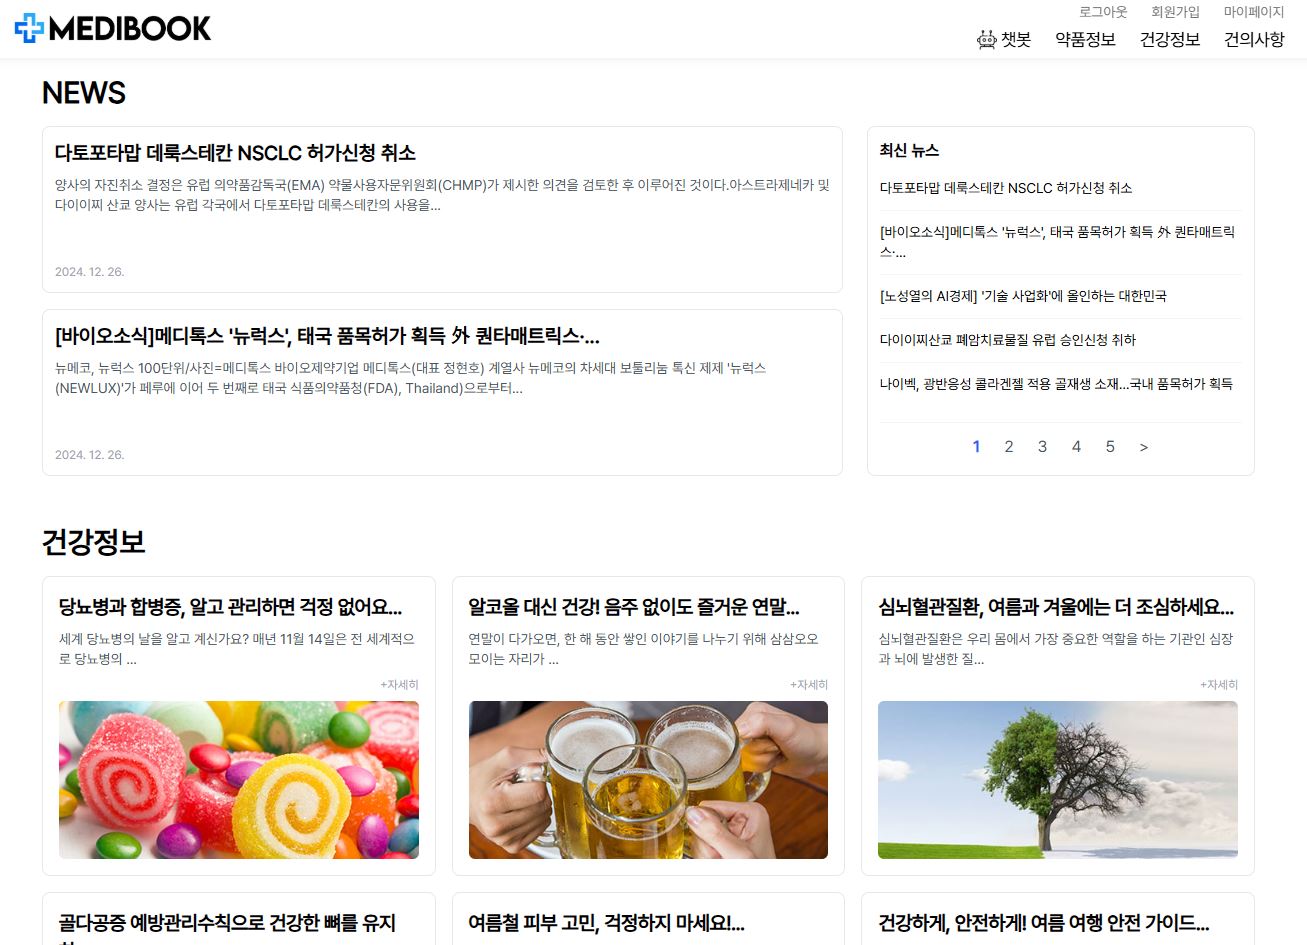 MEDIBOOK
로그아웃 회원가입 마이페이지
챗봇 약품정보 건강정보 건의사항
NEWS
다토포타맙 데룩스테칸 NSCLC 허가신청 취소
양사의 자진취소 결정은 유럽 의약품감독국(EMA) 약물사용자문위원회(CHMP)가 제시한 의견을 검토한 후 이루어진 것이다.아스트라제네카 및
다이이찌 산쿄 양사는 유럽 각국에서 다토포타맙 데룩스테칸의 사용을...
2024. 12. 26.
[바이오소식]메디톡스 '뉴럭스', 태국 품목허가 획득 外 퀀타매트릭스·...
뉴메코, 뉴럭스 100단위/사진=메디톡스 바이오제약기업 메디톡스(대표 정현호) 계열사 뉴메코의 차세대 보툴리눔 톡신 제제 '뉴럭스
(NEWLUX)'가 페루에 이어 두 번째로 태국 식품의약품청(FDA), Thailand)으로부터...
2024. 12. 26.
최신 뉴스
다토포타맙 데룩스테칸 NSCLC 허가신청 취소
[바이오소식]메디톡스 '뉴럭스', 태국 품목허가 획득 外 퀀타매트릭
스·...
[노성열의 AI경제] '기술 사업화'에 올인하는 대한민국
다이이찌산쿄 폐암치료물질 유럽 승인신청 취하
나이벡, 광반응성 콜라겐젤 적용 골재생 소재...국내 품목허가 획득
1 2 3 4 5 >
건강정보
당뇨병과 합병증, 알고 관리하면 걱정 없어요...
세계 당뇨병의 날을 알고 계신가요? 매년 11월 14일은 전 세계적으
로 당뇨병의 ...
+자세히
알코올 대신 건강! 음주 없이도 즐거운 연말...
연말이 다가오면, 한 해 동안 쌓인 이야기를 나누기 위해 삼삼오오
모이는 자리가 ...
+자세히
심뇌혈관질환, 여름과 겨울에는 더 조심하세요...
심뇌혈관질환은 우리 몸에서 가장 중요한 역할을 하는 기관인 심장
과 뇌에 발생한 질...
+자세히
골다공증 예방관리수칙으로 건강한 뼈를 유지
여름철 피부 고민, 걱정하지 마세요!...
건강하게, 안전하게! 여름 여행 안전 가이드...